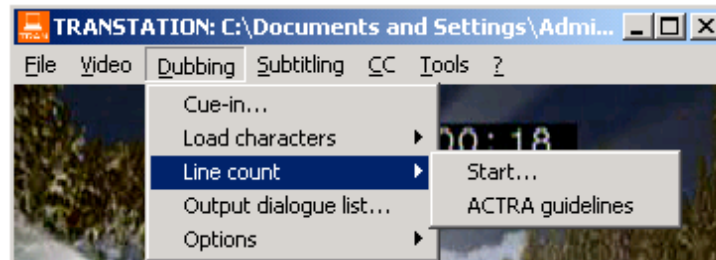 TRANSTATION: C:\Documents and Settings\Admi...
File Video Dubbing Subtitling CC Tools ?
Cue-in...
Load characters
00:18
Line count
Start...
Output dialogue list...
ACTRA guidelines
Options